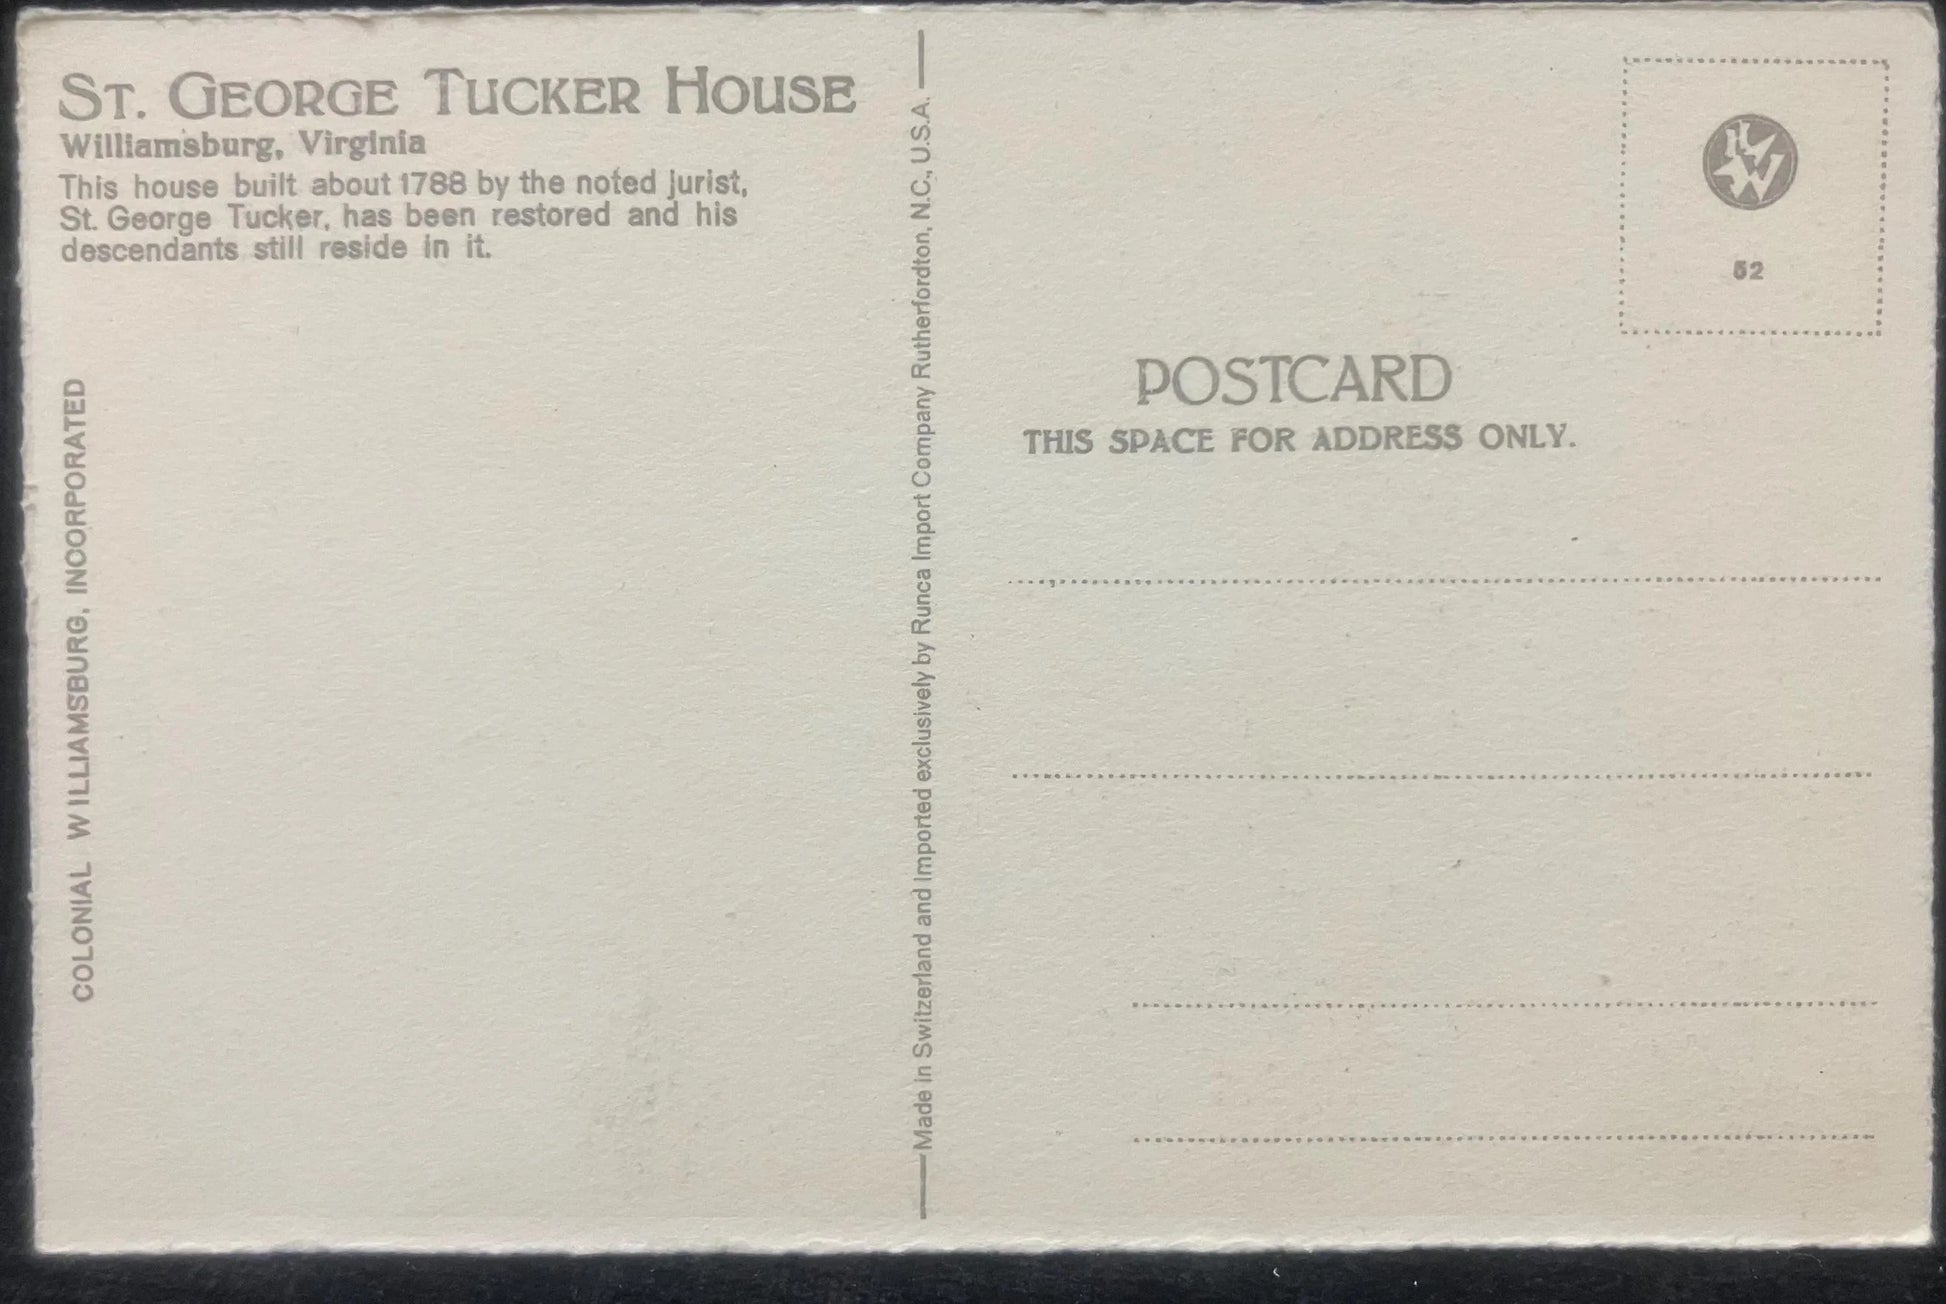 ST. GEORGE TUCKER HOUSE
Williamsburg, Virginia
This house built about 1788 by the noted jurist,
St. George Tucker, has been restored and his
descendants still reside in it.
COLONIAL WILLIAMSBURG, INCORPORATED
Made in Switzerland and imported exclusively by Runca Import Company Rutherfordton, N.C., U.S.A.
52
POSTCARD
THIS SPACE FOR ADDRESS ONLY.